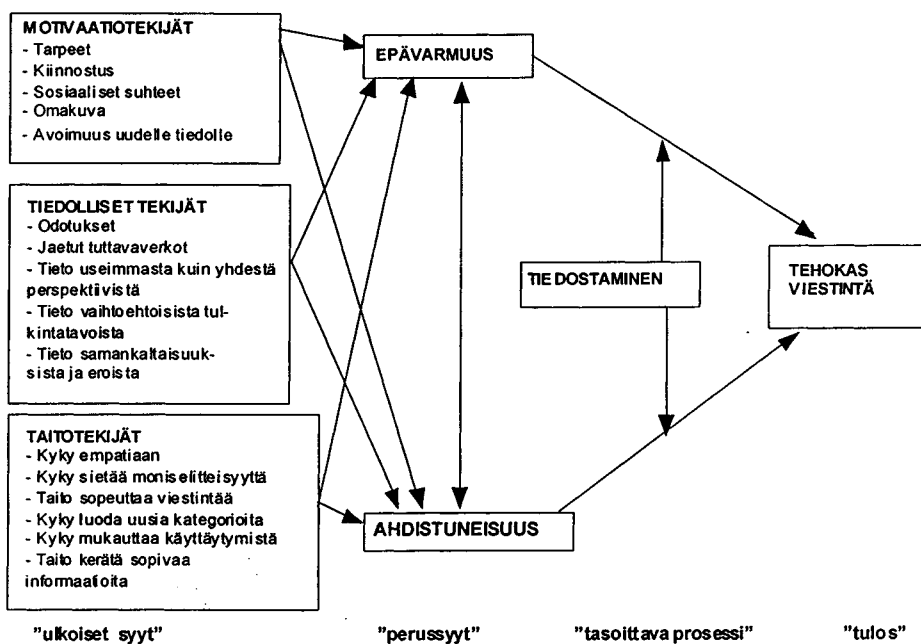 MOTIVAATIOTEKIJÄT
- Tarpeet
- Kiinnostus
- Sosiaaliset suhteet
- Omakuva
- Avoimuus uudelle tiedolle
TIEDOLLISET TEKIJÄT
- Odotukset
- Jaetut tuttavaverkot
- Tieto useimmasta kuin yhdestä
perspektiivistä
- Tieto vaihtoehtoisista tul-
kintatavoista
- Tieto samankaltaisuuk-
sista ja eroista
TAITOTEKIJÄT
- Kyky empatiaan
- Kyky sietää moniselitteisyyttä
- Taito sopeuttaa viestintää
- Kyky luoda uusia kategorioita
- Kyky mukauttaa käyttäytymistä
- Taito kerätä sopivaa
informaatioita
EPÄVARMUUS
AHDISTUNEISUUS
TIEDOSTAMINEN
TEHOKAS
VIESTINTÄ
"ulkoiset syyt" "perussyyt" "tasoittava prosessi" "tulos"